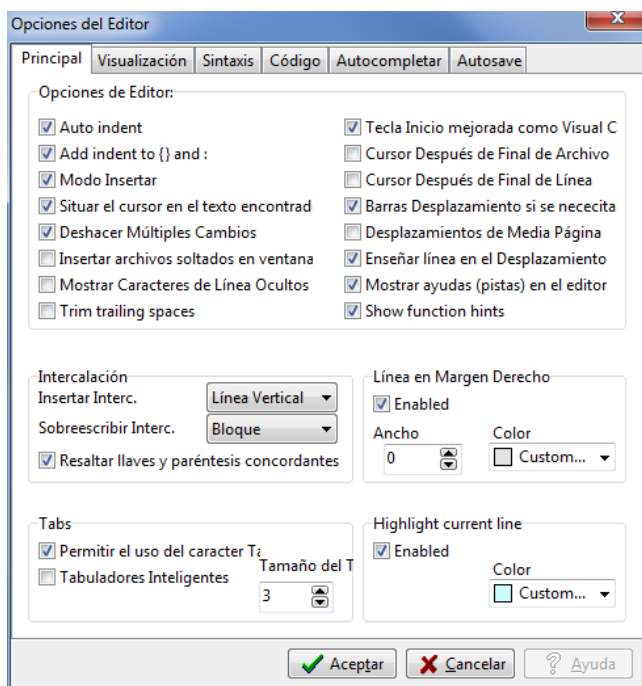 Opciones del Editor
Principal Visualización Sintaxis Código Autocompletar Autosave
Opciones de Editor:
Auto indent
Add indent to {} and :
Modo Insertar
Situar el cursor en el texto encontrad
Deshacer Múltiples Cambios
Insertar archivos soltados en ventana
Mostrar Caracteres de Línea Ocultos
Trim trailing spaces
Tecla Inicio mejorada como Visual C
Cursor Después de Final de Archivo
Cursor Después de Final de Línea
Barras Desplazamiento si se nececita
Desplazamientos de Media Página
Enseñar línea en el Desplazamiento
Mostrar ayudas (pistas) en el editor
Show function hints
Intercalación
Insertar Interc. Línea Vertical
Sobreescribir Interc. Bloque
Resaltar llaves y paréntesis concordantes
Línea en Margen Derecho
Enabled
Ancho Color
0 Custom...
Tabs
Permitir el uso del caracter Ta
Tabuladores Inteligentes
Tamaño del T
3
Highlight current line
Enabled
Color
Custom...
Aceptar Cancelar Ayuda